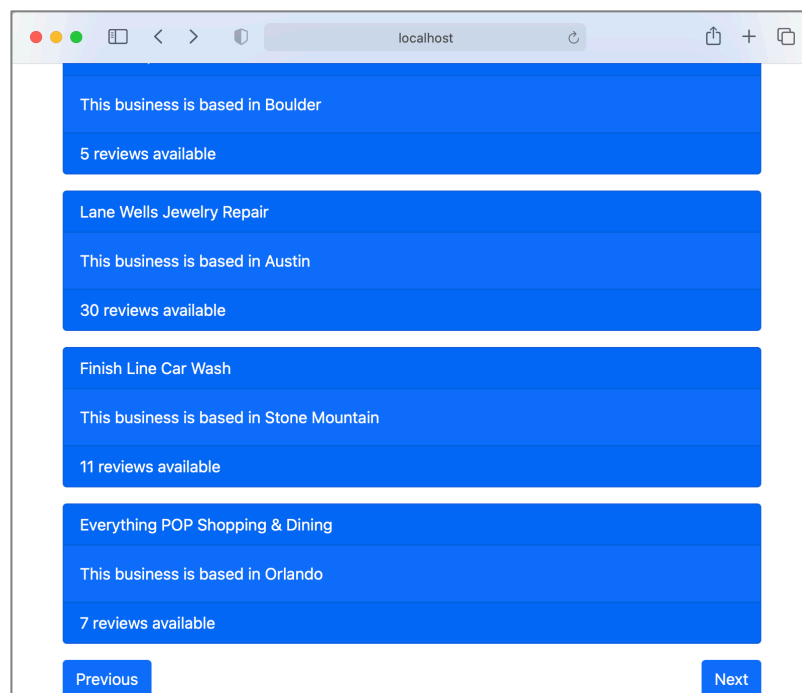 localhost
This business is based in Boulder
5 reviews available
Lane Wells Jewelry Repair
This business is based in Austin
30 reviews available
Finish Line Car Wash
This business is based in Stone Mountain
11 reviews available
Everything POP Shopping & Dining
This business is based in Orlando
7 reviews available
Previous
Next